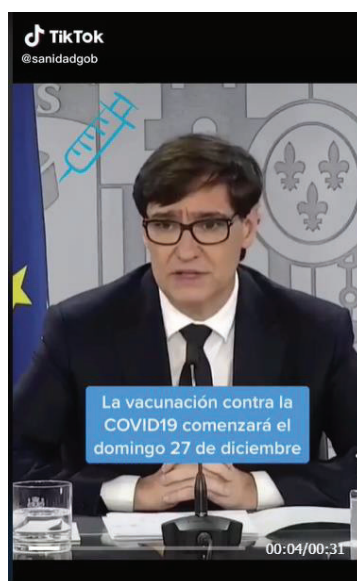 TikTok
@sanidadgob
La vacunación contra la
COVID19 comenzará el
domingo 27 de diciembre
00:04/00:31